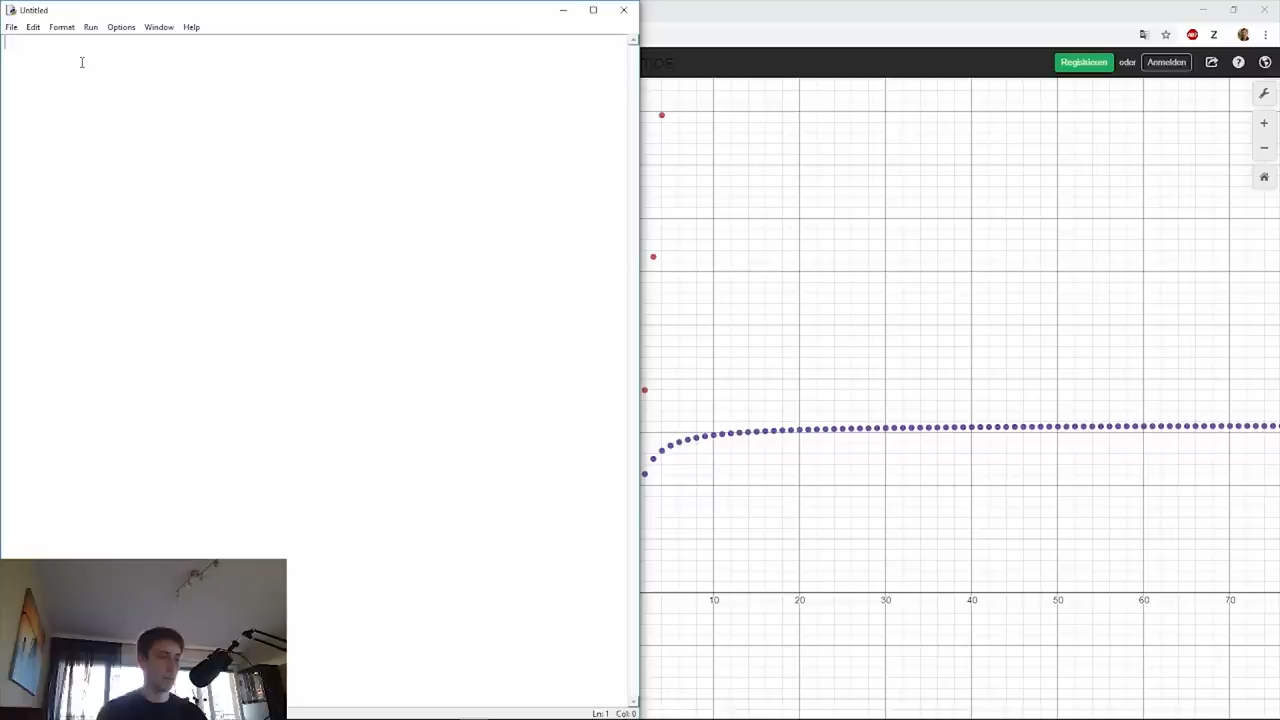 Untitled
File Edit Format Run Options Window Help
Ln: 1 Col: 0
Z
Registrieren oder Anmelden
10 20 30 40 50 60 70